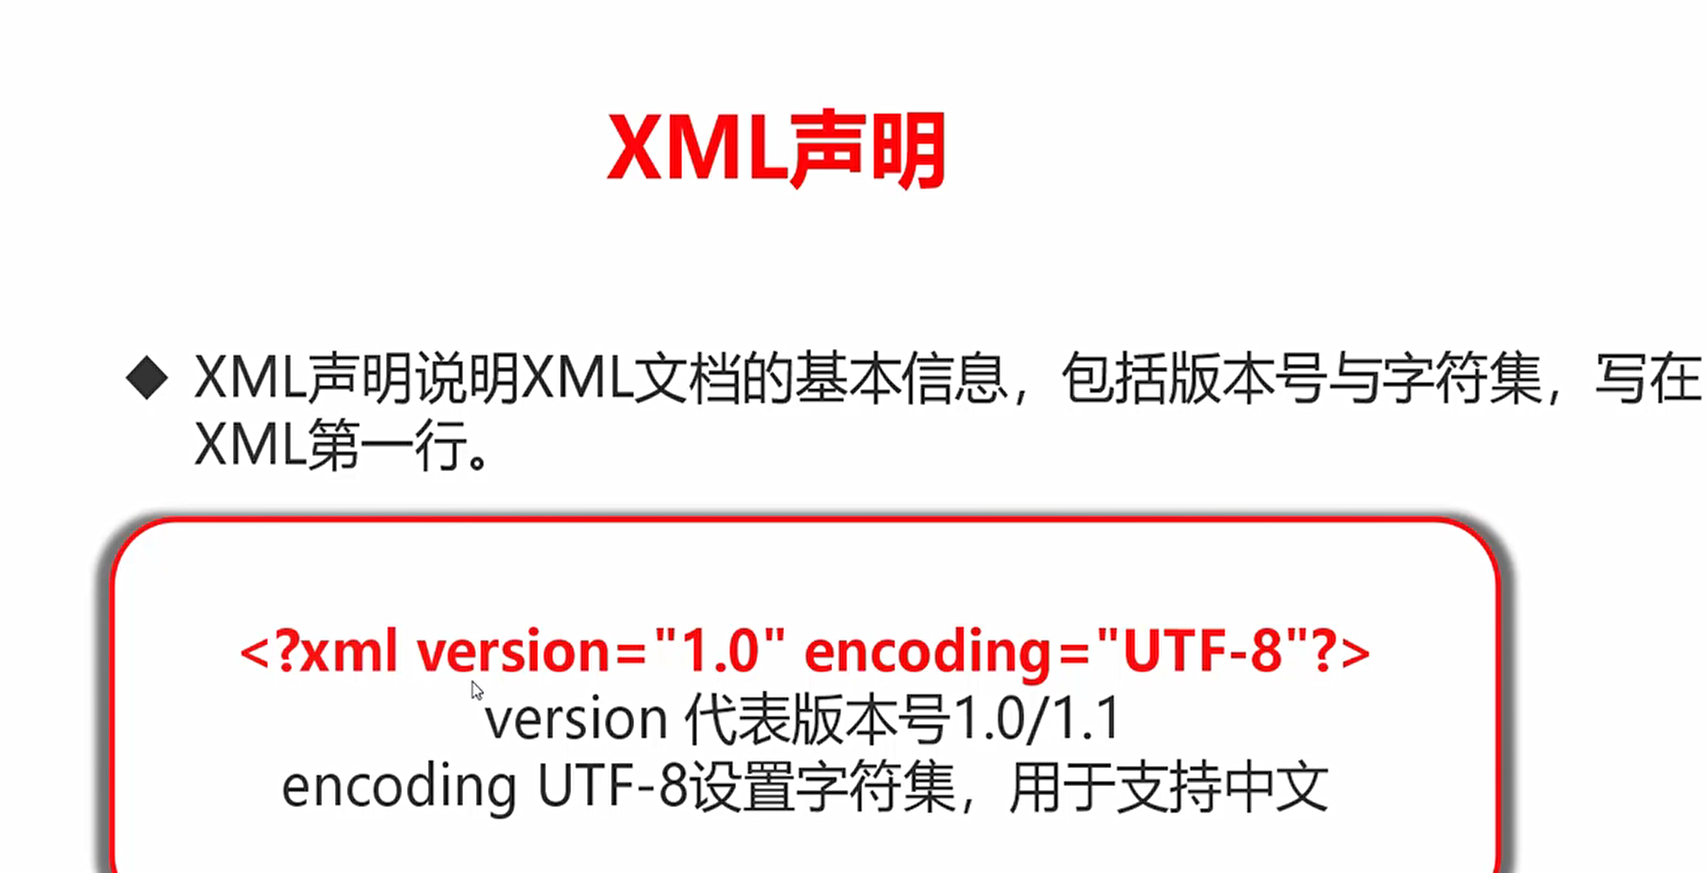 XML声明
◆ XML声明说明XML文档的基本信息，包括版本号与字符集，写在
XML第一行。
<?xml version="1.0" encoding="UTF-8"?>
version 代表版本号1.0/1.1
encoding UTF-8设置字符集，用于支持中文